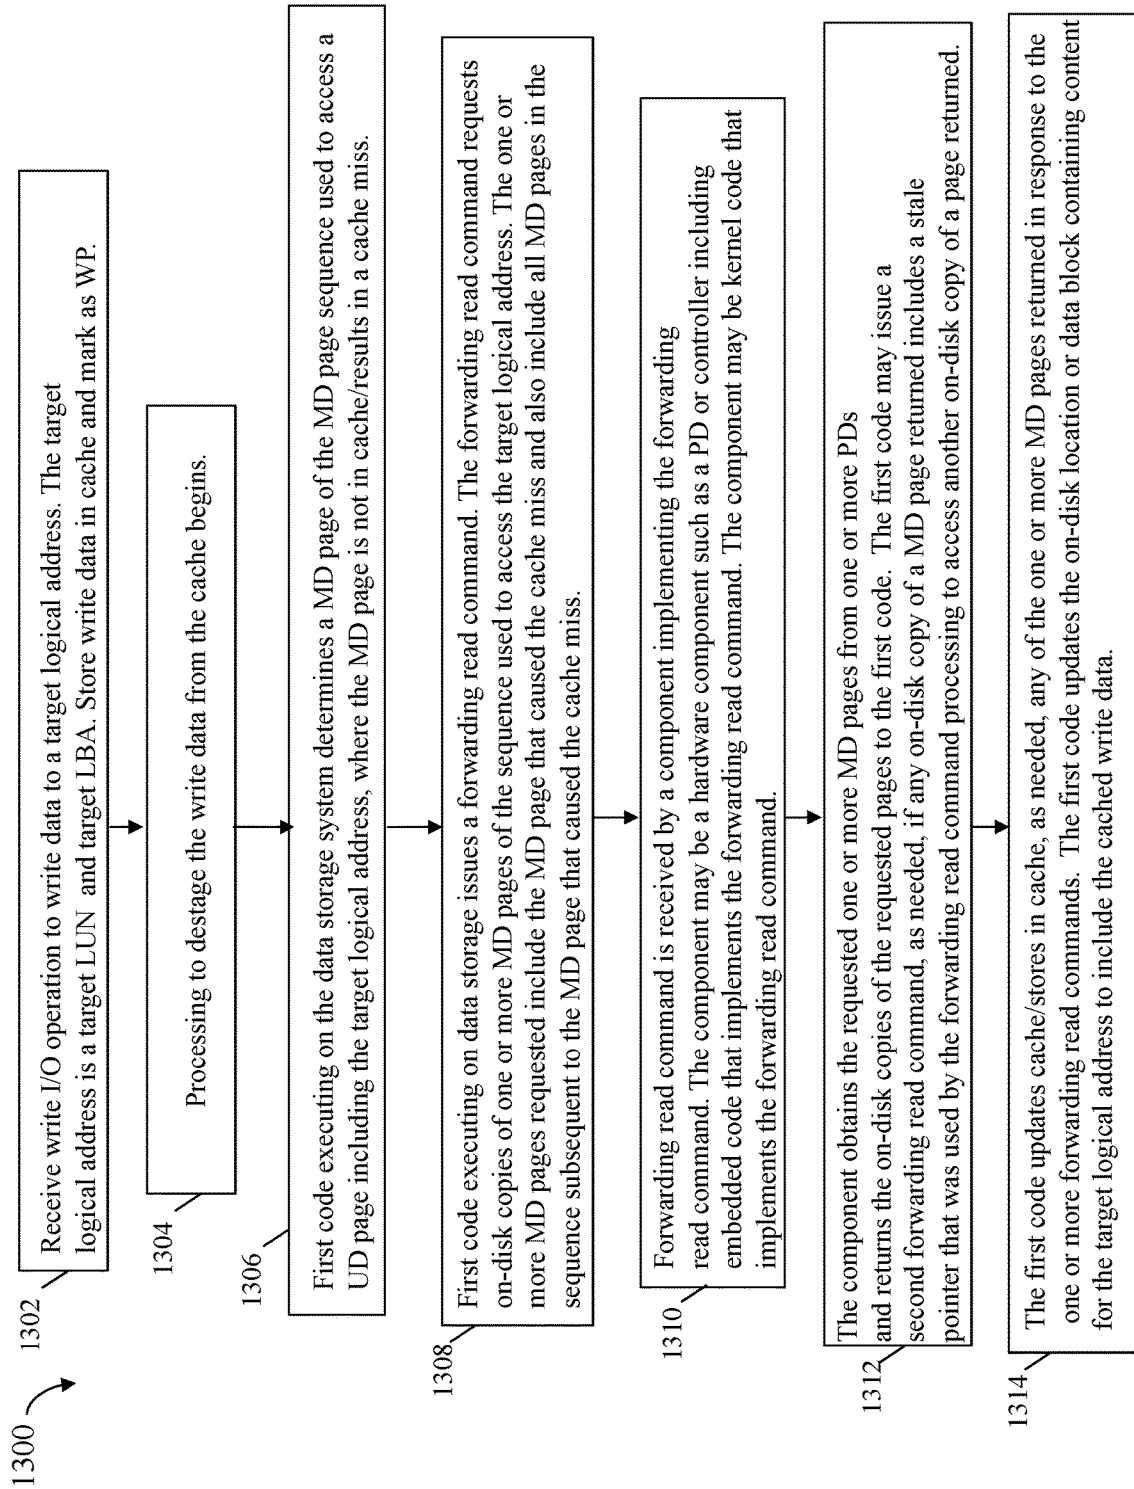 1300
1302
Receive write I/O operation to write data to a target logical address. The target
logical address is a target LUN and target LBA. Store write data in cache and mark as WP.
1304
Processing to destage the write data from the cache begins.
1306
First code executing on the data storage system determines a MD page of the MD page sequence used to access a
UD page including the target logical address, where the MD page is not in cache/results in a cache miss.
1308
First code executing on data storage issues a forwarding read command. The forwarding read command requests
on-disk copies of one or more MD pages of the sequence used to access the target logical address. The one or
more MD pages requested include the MD page that caused the cache miss and also include all MD pages in the
sequence subsequent to the MD page that caused the cache miss.
1310
Forwarding read command is received by a component implementing the forwarding
read command. The component may be a hardware component such as a PD or controller including
embedded code that implements the forwarding read command. The component may be kernel code that
implements the forwarding read command.
1312
The component obtains the requested one or more MD pages from one or more PDs
and returns the on-disk copies of the requested pages to the first code. The first code may issue a
second forwarding read command, as needed, if any on-disk copy of a MD page returned includes a stale
pointer that was used by the forwarding read command processing to access another on-disk copy of a page returned.
1314
The first code updates cache/stores in cache, as needed, any of the one or more MD pages returned in response to the
one or more forwarding read commands. The first code updates the on-disk location or data block containing content
for the target logical address to include the cached write data.